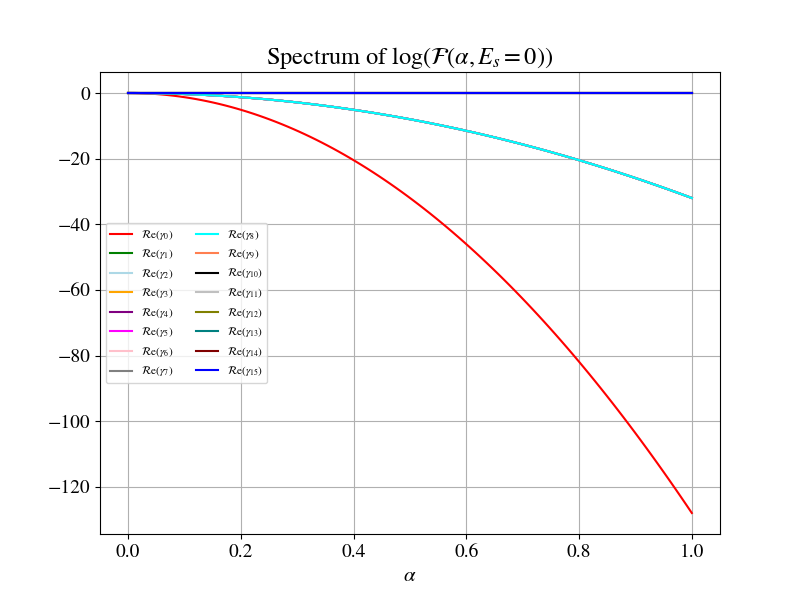 Spectrum of log(ℱ(α, Eₛ = 0))
0
−20
−40
−60
−80
−100
−120
ℛe(γ₀)
ℛe(γ₁)
ℛe(γ₂)
ℛe(γ₃)
ℛe(γ₄)
ℛe(γ₅)
ℛe(γ₆)
ℛe(γ₇)
ℛe(γ₈)
ℛe(γ₉)
ℛe(γ₁₀)
ℛe(γ₁₁)
ℛe(γ₁₂)
ℛe(γ₁₃)
ℛe(γ₁₄)
ℛe(γ₁₅)
0.0 0.2 0.4 0.6 0.8 1.0
α